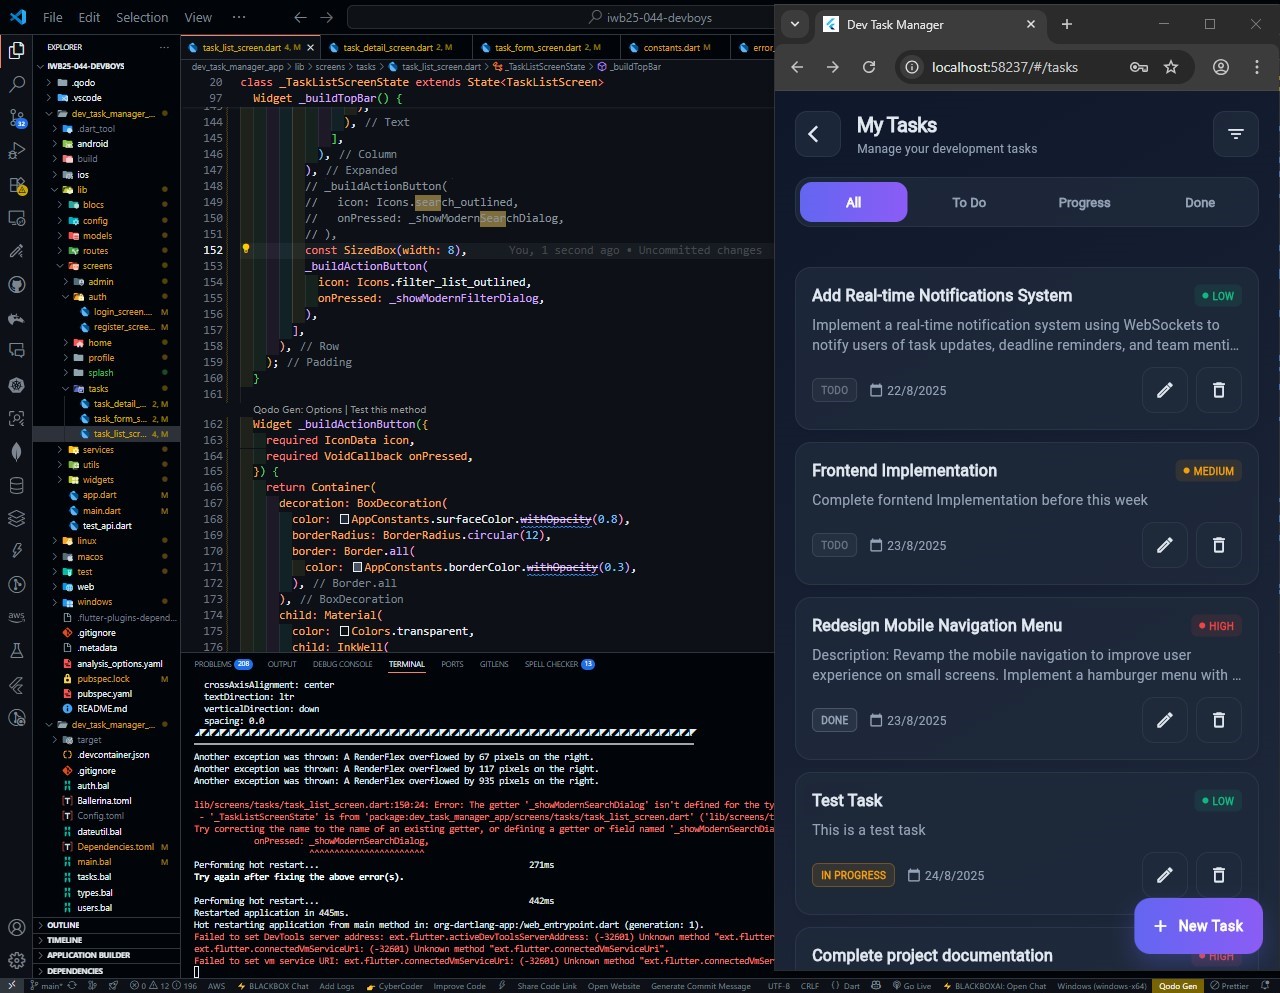 File Edit Selection View ··· iwb25-044-devboys
EXPLORER ···
IWB25-044-DEVBOYS
.qodo
.vscode
dev_task_manager_...
.dart_tool
android
build
ios
lib
blocs
config
models
routes
screens
admin
auth
login_screen.... M
register_scree... M
home
profile
splash
tasks
task_detail_... 2, M
task_form_s... 2, M
task_list_scr... 4, M
services
utils
widgets
app.dart M
main.dart M
test_api.dart
linux
macos
test
web
windows
.flutter-plugins-depend...
.gitignore
.metadata
analysis_options.yaml
pubspec.lock M
pubspec.yaml
README.md
dev_task_manager_...
target
.devcontainer.json
.gitignore
auth.bal
Ballerina.toml
Config.toml
dateutil.bal
Dependencies.toml M
main.bal M
tasks.bal
types.bal
users.bal
OUTLINE
TIMELINE
APPLICATION BUILDER
DEPENDENCIES
32
aws
task_list_screen.dart 4, M task_detail_screen.dart 2, M task_form_screen.dart 2, M constants.dart M error_
dev_task_manager_app > lib > screens > tasks > task_list_screen.dart > _TaskListScreenState > _buildTopBar
20 class _TaskListScreenState extends State<TaskListScreen>
97 Widget _buildTopBar() {
143 ),
144 ), // Text
145 ],
146 ), // Column
147 ), // Expanded
148 // _buildActionButton(
149 //   icon: Icons.search_outlined,
150 //   onPressed: _showModernSearchDialog,
151 // ),
152 const SizedBox(width: 8), You, 1 second ago • Uncommitted changes
153 _buildActionButton(
154 icon: Icons.filter_list_outlined,
155 onPressed: _showModernFilterDialog,
156 ),
157 ],
158 ), // Row
159 ); // Padding
160 }
161
Qodo Gen: Options | Test this method
162 Widget _buildActionButton({
163 required IconData icon,
164 required VoidCallback onPressed,
165 }) {
166 return Container(
167 decoration: BoxDecoration(
168 color: AppConstants.surfaceColor.withOpacity(0.8),
169 borderRadius: BorderRadius.circular(12),
170 border: Border.all(
171 color: AppConstants.borderColor.withOpacity(0.3),
172 ), // Border.all
173 ), // BoxDecoration
174 child: Material(
175 color: Colors.transparent,
176 child: InkWell(
PROBLEMS 208 OUTPUT DEBUG CONSOLE TERMINAL PORTS GITLENS SPELL CHECKER 13
crossAxisAlignment: center
textDirection: ltr
verticalDirection: down
spacing: 0.0
Another exception was thrown: A RenderFlex overflowed by 67 pixels on the right.
Another exception was thrown: A RenderFlex overflowed by 117 pixels on the right.
Another exception was thrown: A RenderFlex overflowed by 935 pixels on the right.
lib/screens/tasks/task_list_screen.dart:150:24: Error: The getter '_showModernSearchDialog' isn't defined for the ty
- '_TaskListScreenState' is from 'package:dev_task_manager_app/screens/tasks/task_list_screen.dart' ('lib/screens/t
Try correcting the name to the name of an existing getter, or defining a getter or field named '_showModernSearchDia
onPressed: _showModernSearchDialog,
^^^^^^^^^^^^^^^^^^^^^^^
Performing hot restart... 271ms
Try again after fixing the above error(s).
Performing hot restart... 442ms
Restarted application in 445ms.
Hot restarting application from main method in: org-dartlang-app:/web_entrypoint.dart (generation: 1).
Failed to set DevTools server address: ext.flutter.activeDevToolsServerAddress: (-32601) Unknown method "ext.flutter
ext.flutter.connectedVmServiceUri: (-32601) Unknown method "ext.flutter.connectedVmServiceUri".
Failed to set vm service URI: ext.flutter.connectedVmServiceUri: (-32601) Unknown method "ext.flutter.connectedVmSer
main* 0 12 196 AWS BLACKBOX Chat Add Logs CyberCoder Improve Code Share Code Link Open Website Generate Commit Message UTF-8 CRLF {} Dart Go Live BLACKBOXAI: Open Chat Windows (windows-x64) Qodo Gen Prettier
Dev Task Manager
localhost:58237/#/tasks
My Tasks
Manage your development tasks
All To Do Progress Done
Add Real-time Notifications System LOW
Implement a real-time notification system using WebSockets to
notify users of task updates, deadline reminders, and team menti...
TODO 22/8/2025
Frontend Implementation MEDIUM
Complete forntend Implementation before this week
TODO 23/8/2025
Redesign Mobile Navigation Menu HIGH
Description: Revamp the mobile navigation to improve user
experience on small screens. Implement a hamburger menu with ...
DONE 23/8/2025
Test Task LOW
This is a test task
IN PROGRESS 24/8/2025
+ New Task
Complete project documentation HIGH